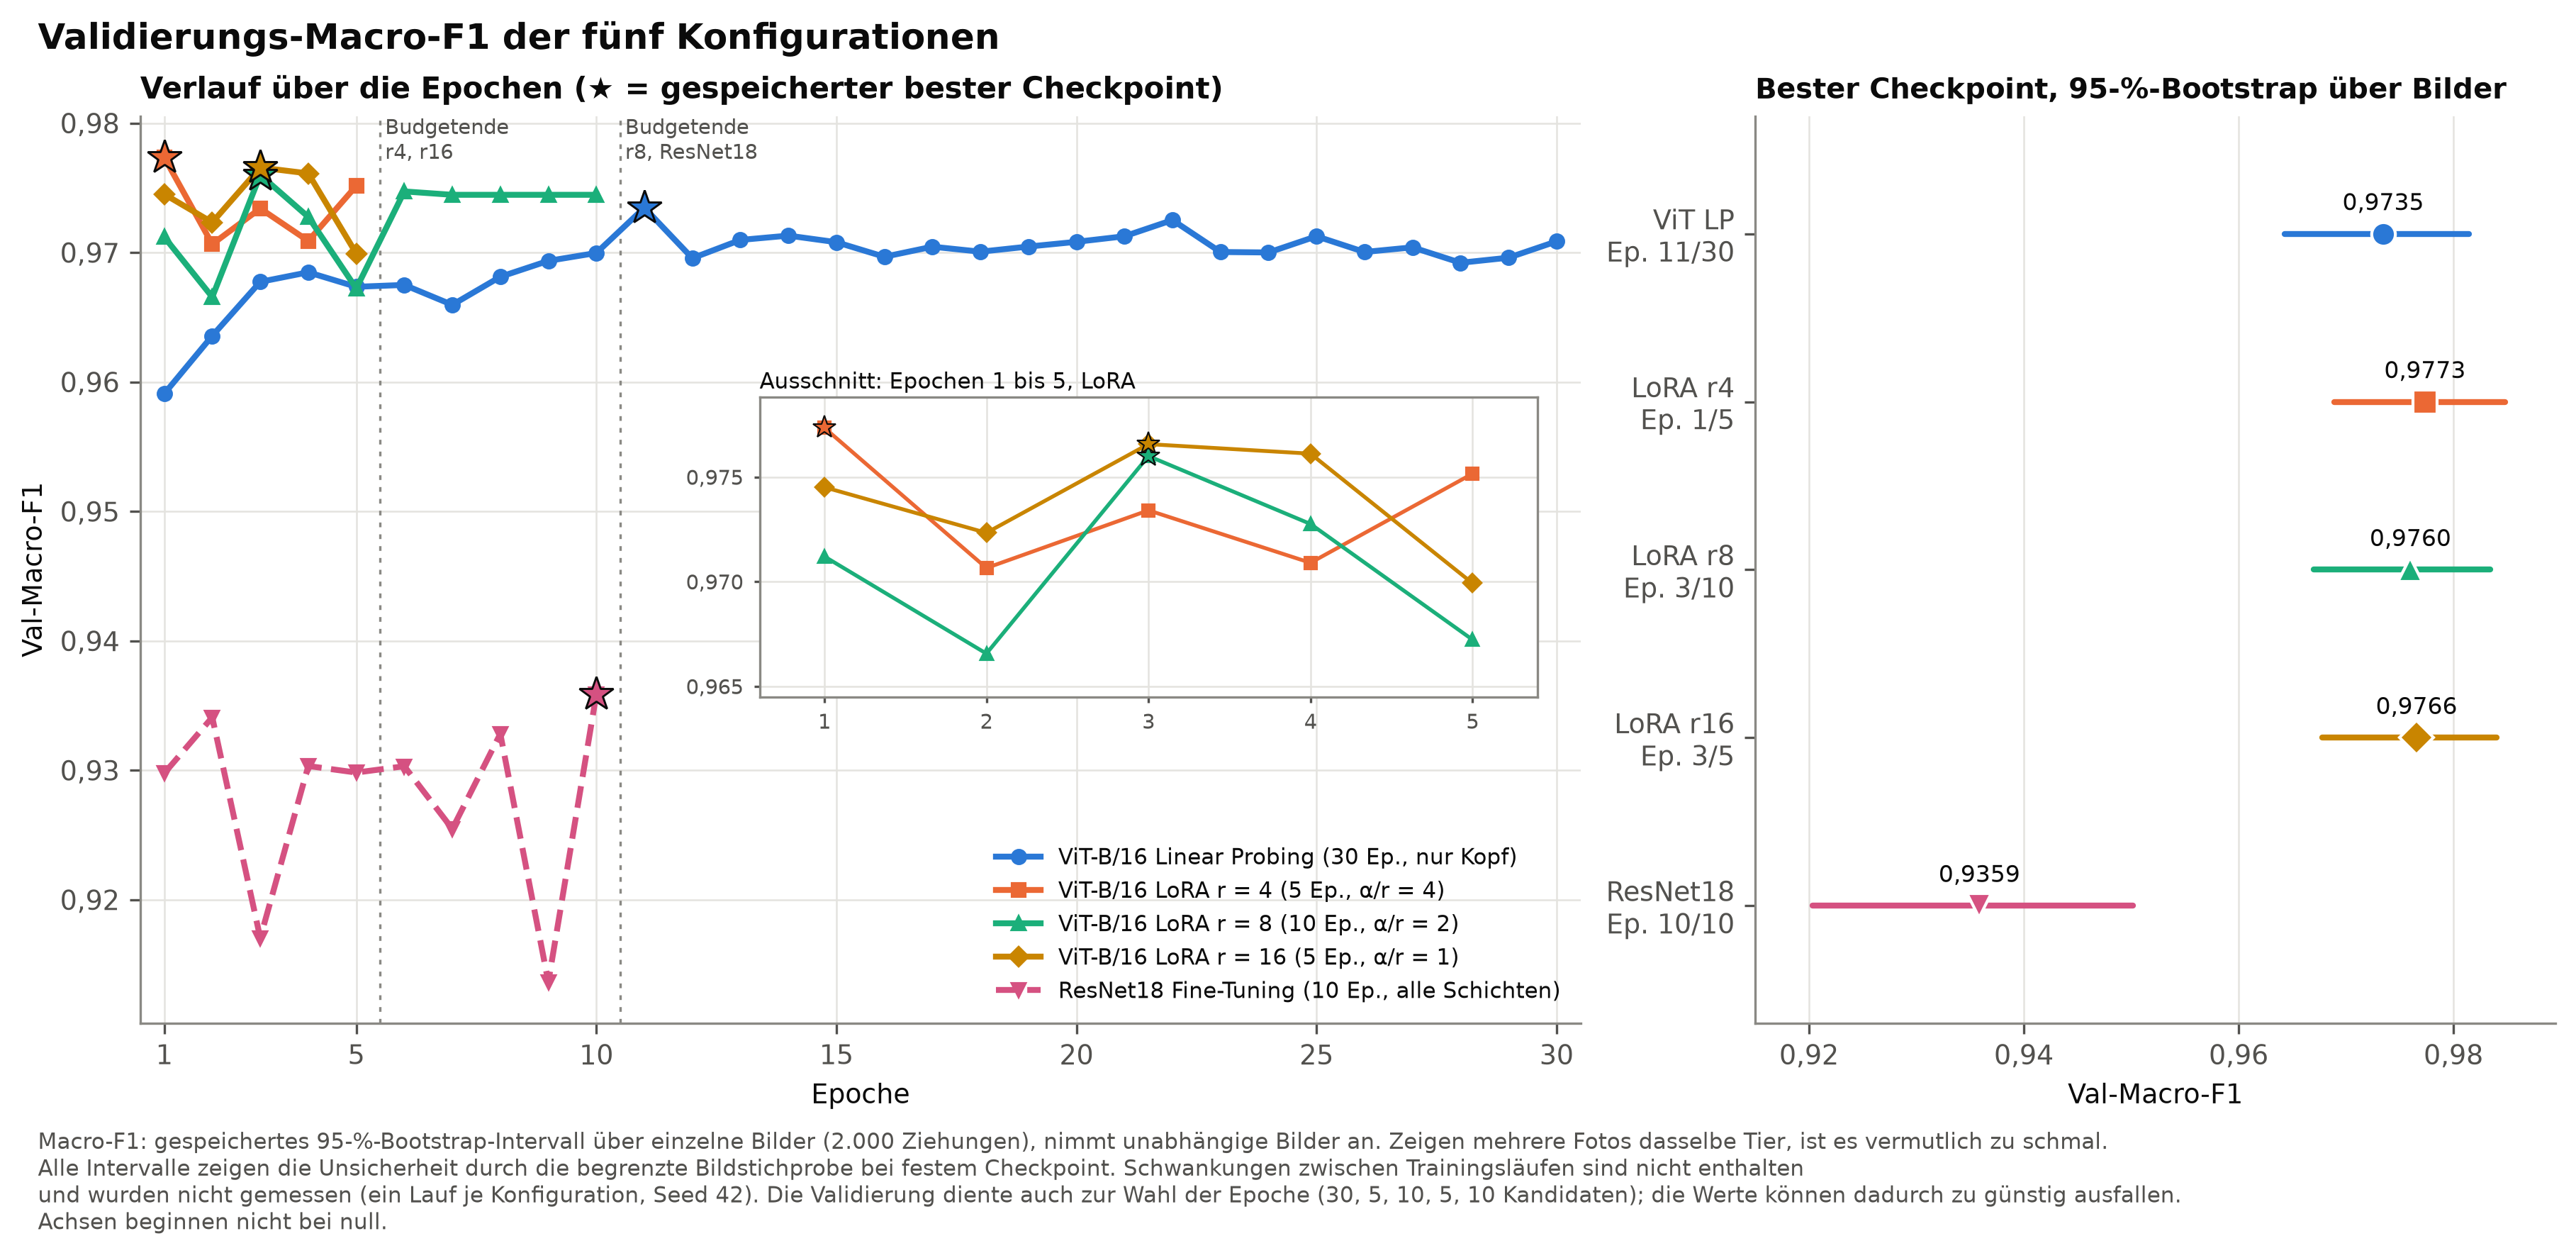 Validierungs-Macro-F1 der fünf Konfigurationen
Verlauf über die Epochen (★ = gespeicherter bester Checkpoint)
Budgetende
r4, r16
Budgetende
r8, ResNet18
0,98
0,97
0,96
0,95
0,94
0,93
0,92
Val-Macro-F1
Ausschnitt: Epochen 1 bis 5, LoRA
0,975
0,970
0,965
1 2 3 4 5
ViT-B/16 Linear Probing (30 Ep., nur Kopf)
ViT-B/16 LoRA r = 4 (5 Ep., α/r = 4)
ViT-B/16 LoRA r = 8 (10 Ep., α/r = 2)
ViT-B/16 LoRA r = 16 (5 Ep., α/r = 1)
ResNet18 Fine-Tuning (10 Ep., alle Schichten)
1 5 10 15 20 25 30
Epoche
Bester Checkpoint, 95-%-Bootstrap über Bilder
ViT LP
Ep. 11/30
0,9735
LoRA r4
Ep. 1/5
0,9773
LoRA r8
Ep. 3/10
0,9760
LoRA r16
Ep. 3/5
0,9766
ResNet18
Ep. 10/10
0,9359
0,92 0,94 0,96 0,98
Val-Macro-F1
Macro-F1: gespeichertes 95-%-Bootstrap-Intervall über einzelne Bilder (2.000 Ziehungen), nimmt unabhängige Bilder an. Zeigen mehrere Fotos dasselbe Tier, ist es vermutlich zu schmal.
Alle Intervalle zeigen die Unsicherheit durch die begrenzte Bildstichprobe bei festem Checkpoint. Schwankungen zwischen Trainingsläufen sind nicht enthalten
und wurden nicht gemessen (ein Lauf je Konfiguration, Seed 42). Die Validierung diente auch zur Wahl der Epoche (30, 5, 10, 5, 10 Kandidaten); die Werte können dadurch zu günstig ausfallen.
Achsen beginnen nicht bei null.